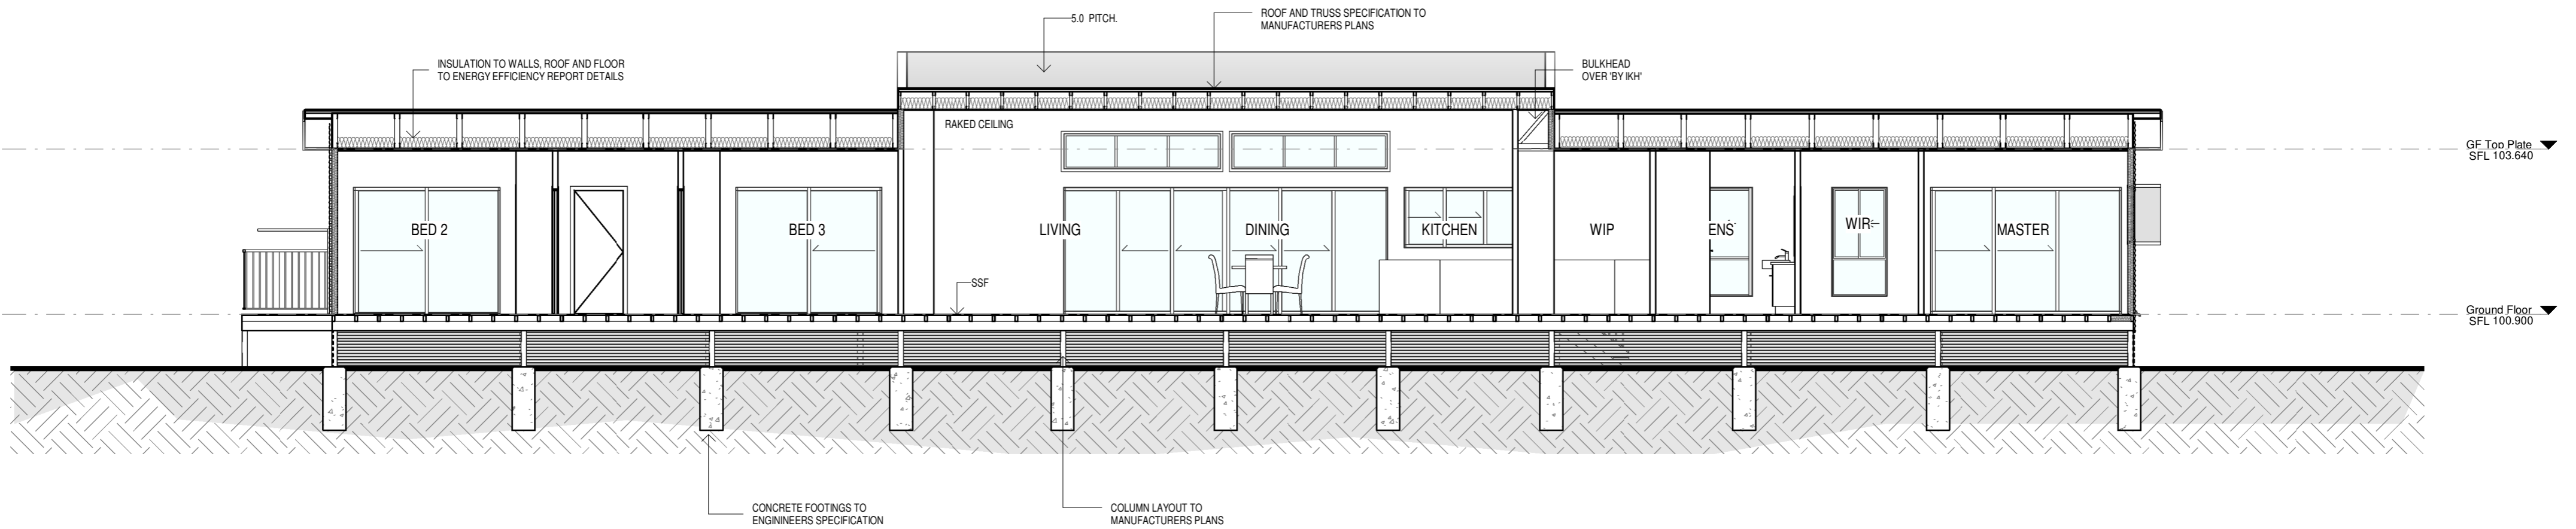 5.0 PITCH.
ROOF AND TRUSS SPECIFICATION TO
MANUFACTURERS PLANS
INSULATION TO WALLS, ROOF AND FLOOR
TO ENERGY EFFICIENCY REPORT DETAILS
BULKHEAD
OVER 'BY IKH'
RAKED CEILING
GF Top Plate
SFL 103.640
BED 2
BED 3
LIVING
DINING
KITCHEN
WIP
ENS
WIR
MASTER
SSF
Ground Floor
SFL 100.900
CONCRETE FOOTINGS TO
ENGININEERS SPECIFICATION
COLUMN LAYOUT TO
MANUFACTURERS PLANS